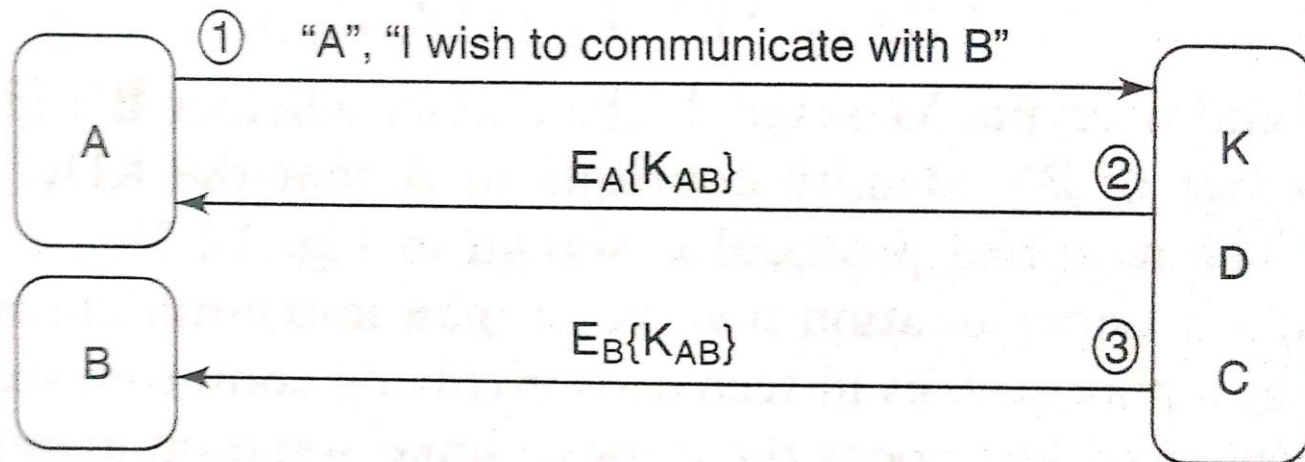 ① “A”, “I wish to communicate with B”
A
E_A{K_AB} ②
K
D
E_B{K_AB} ③
B
C